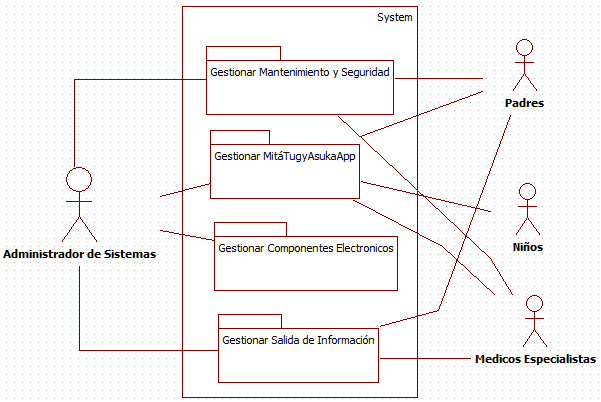 System
Gestionar Mantenimiento y Seguridad
Padres
Gestionar MitáTugyAsukaApp
Administrador de Sistemas
Gestionar Componentes Electronicos
Niños
Gestionar Salida de Información
Medicos Especialistas